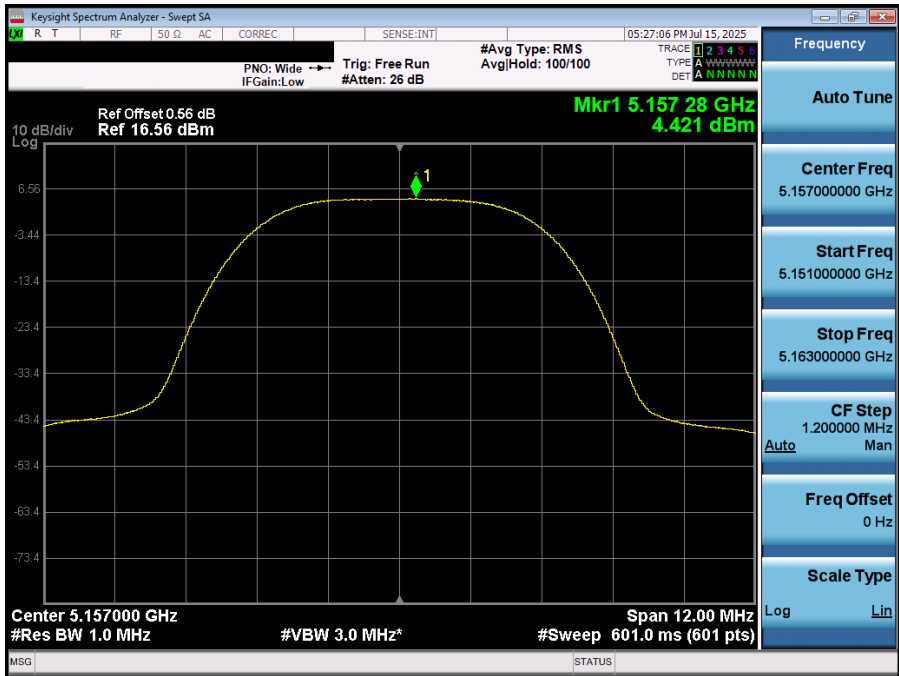 Keysight Spectrum Analyzer - Swept SA
LXI R T RF 50 Ω AC CORREC SENSE:INT 05:27:06 PM Jul 15, 2025
PNO: Wide
IFGain:Low
Trig: Free Run
#Atten: 26 dB
#Avg Type: RMS
Avg|Hold: 100/100
TRACE 1 2 3 4 5 6
TYPE A WWWWW
DET A N N N N N
Mkr1 5.157 28 GHz
4.421 dBm
Ref Offset 0.56 dB
10 dB/div Ref 16.56 dBm
Log
1
6.56
-3.44
-13.4
-23.4
-33.4
-43.4
-53.4
-63.4
-73.4
Center 5.157000 GHz Span 12.00 MHz
#Res BW 1.0 MHz #VBW 3.0 MHz* #Sweep 601.0 ms (601 pts)
MSG STATUS
Frequency
Auto Tune
Center Freq
5.157000000 GHz
Start Freq
5.151000000 GHz
Stop Freq
5.163000000 GHz
CF Step
1.200000 MHz
Auto Man
Freq Offset
0 Hz
Scale Type
Log Lin